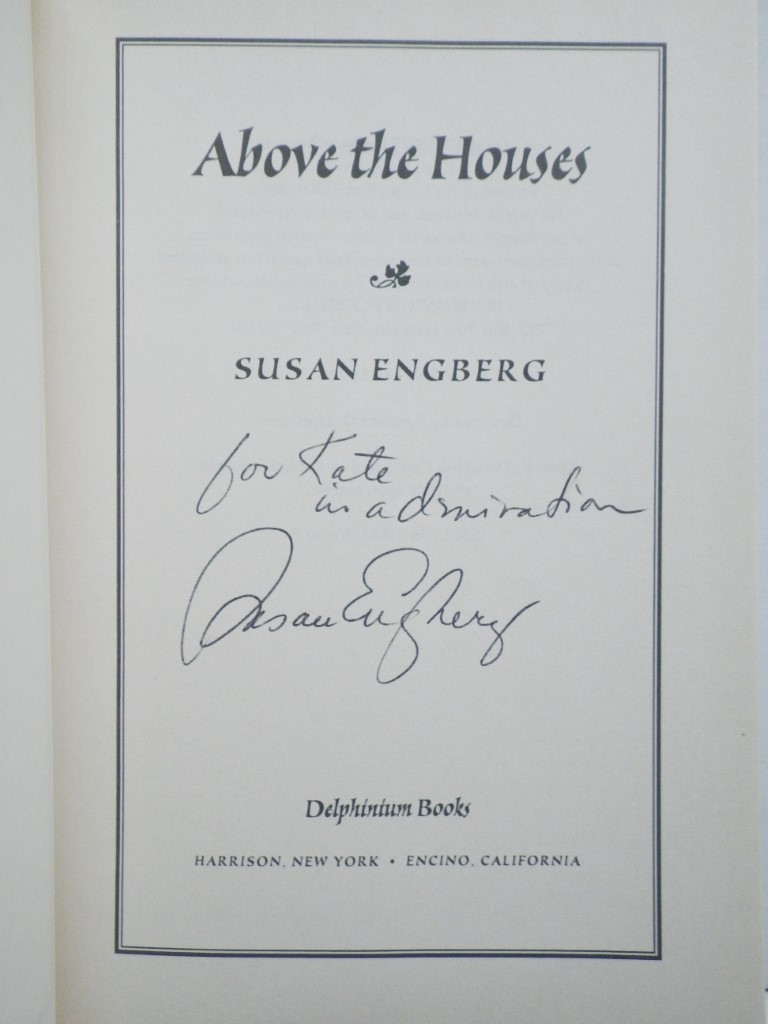 Above the Houses
SUSAN ENGBERG
for Kate
in admiration
Susan Engberg
Delphinium Books
HARRISON, NEW YORK • ENCINO, CALIFORNIA